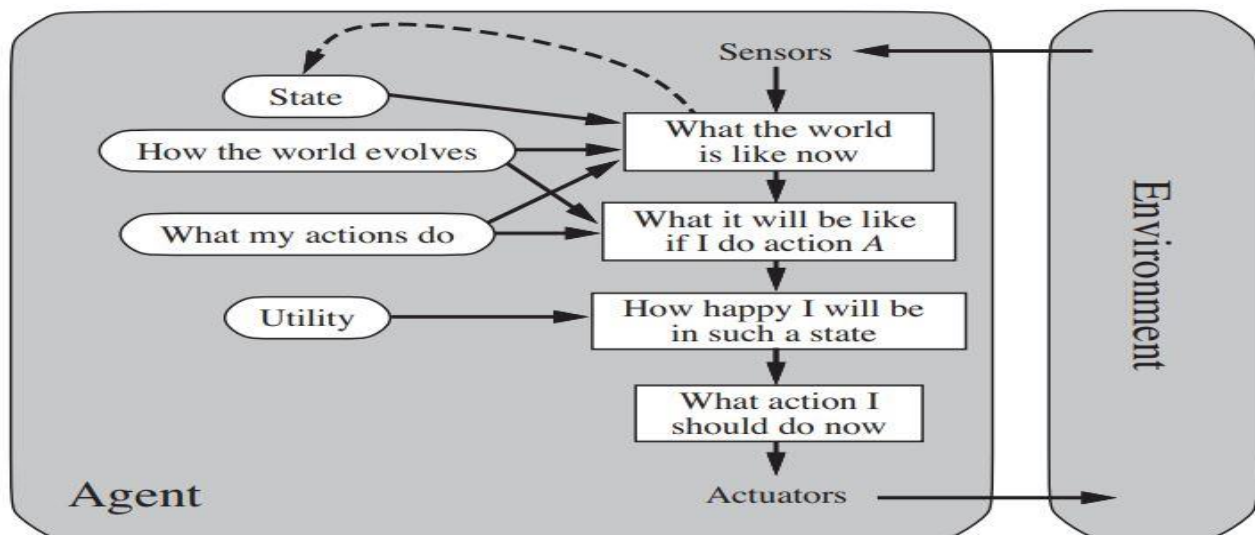 Sensors
State
What the world
is like now
How the world evolves
What my actions do
What it will be like
if I do action A
Utility
How happy I will be
in such a state
What action I
should do now
Agent
Actuators
Environment